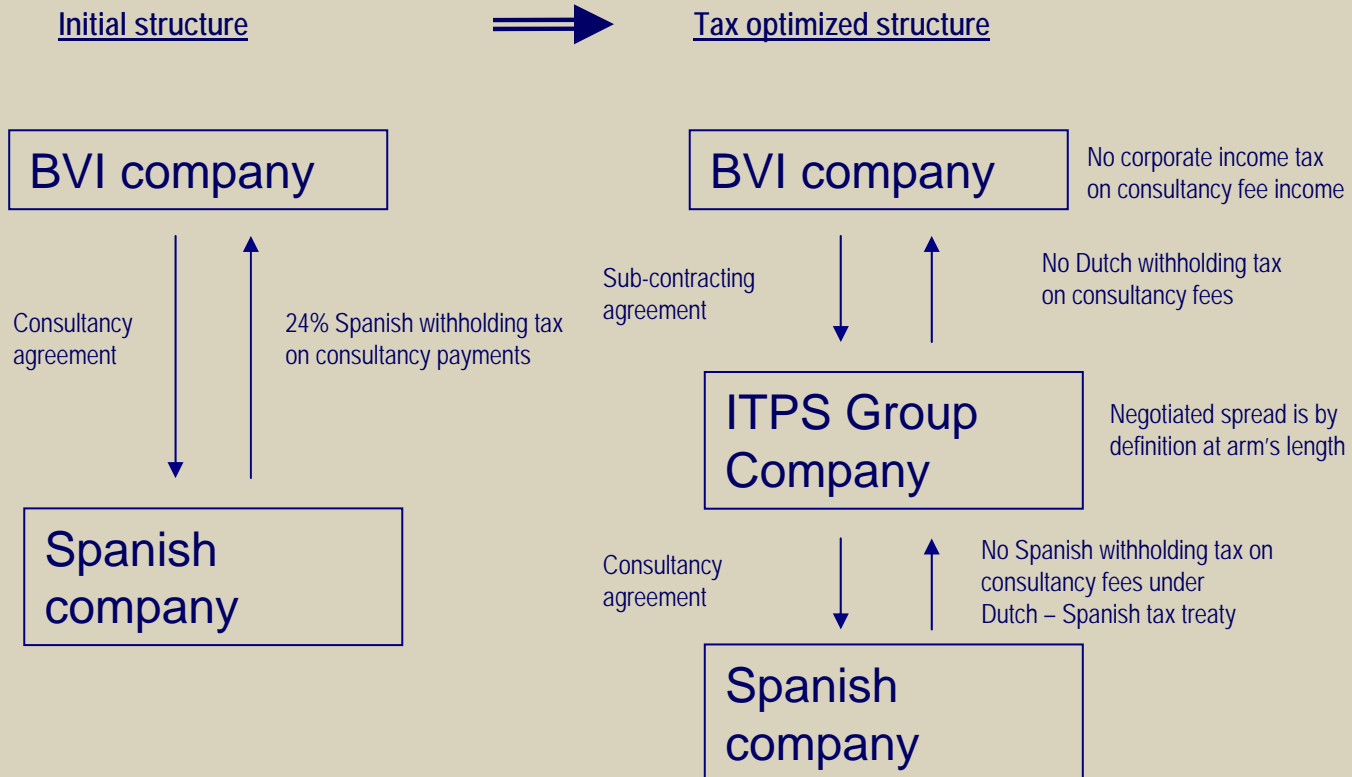 Initial structure
Tax optimized structure
BVI company
Consultancy
agreement
24% Spanish withholding tax
on consultancy payments
Spanish
company
BVI company
No corporate income tax
on consultancy fee income
Sub-contracting
agreement
No Dutch withholding tax
on consultancy fees
ITPS Group
Company
Negotiated spread is by
definition at arm's length
Consultancy
agreement
No Spanish withholding tax on
consultancy fees under
Dutch – Spanish tax treaty
Spanish
company